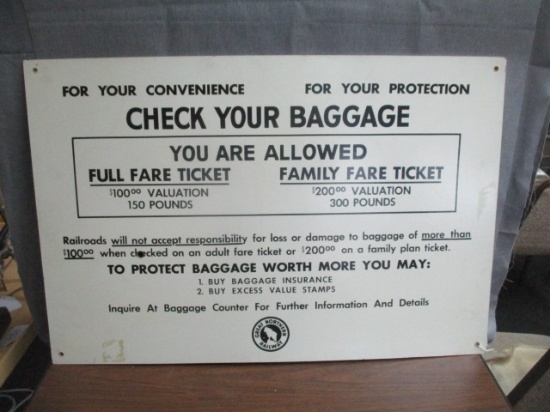 FOR YOUR CONVENIENCE FOR YOUR PROTECTION
CHECK YOUR BAGGAGE
YOU ARE ALLOWED
FULL FARE TICKET FAMILY FARE TICKET
$100⁰⁰ VALUATION $200⁰⁰ VALUATION
150 POUNDS 300 POUNDS
Railroads will not accept responsibility for loss or damage to baggage of more than
$100⁰⁰ when checked on an adult fare ticket or $200⁰⁰ on a family plan ticket.
TO PROTECT BAGGAGE WORTH MORE YOU MAY:
1. BUY BAGGAGE INSURANCE
2. BUY EXCESS VALUE STAMPS
Inquire At Baggage Counter For Further Information And Details
GREAT NORTHERN
RAILWAY